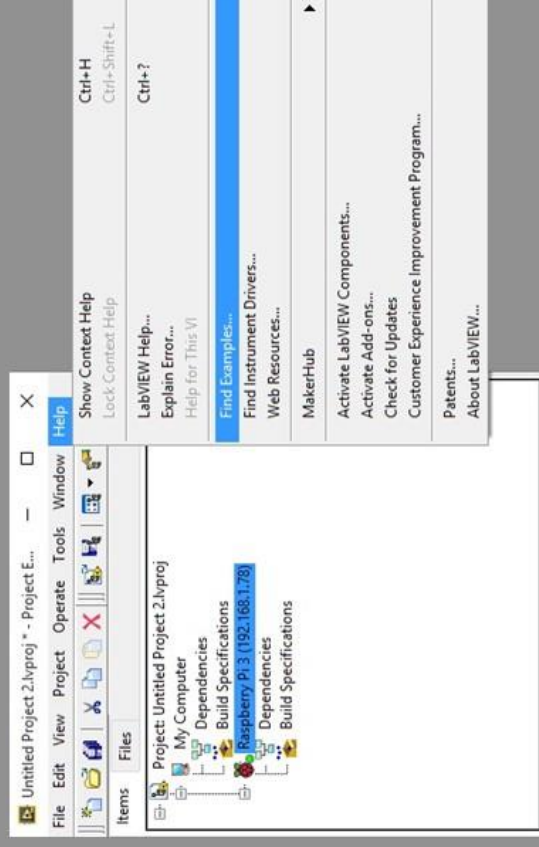 Untitled Project 2.lvproj * - Project E...
File Edit View Project Operate Tools Window Help
Items Files
Project: Untitled Project 2.lvproj
My Computer
Dependencies
Build Specifications
Raspberry Pi 3 (192.168.1.78)
Dependencies
Build Specifications
Show Context Help Ctrl+H
Lock Context Help Ctrl+Shift+L
LabVIEW Help... Ctrl+?
Explain Error...
Help for This VI
Find Examples...
Find Instrument Drivers...
Web Resources...
MakerHub
Activate LabVIEW Components...
Activate Add-ons...
Check for Updates
Customer Experience Improvement Program...
Patents...
About LabVIEW...